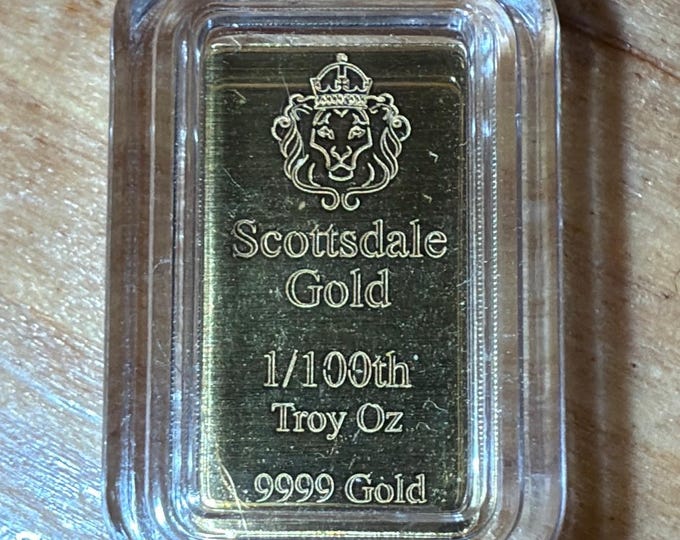 Scottsdale
Gold
1/100th
Troy Oz
9999 Gold